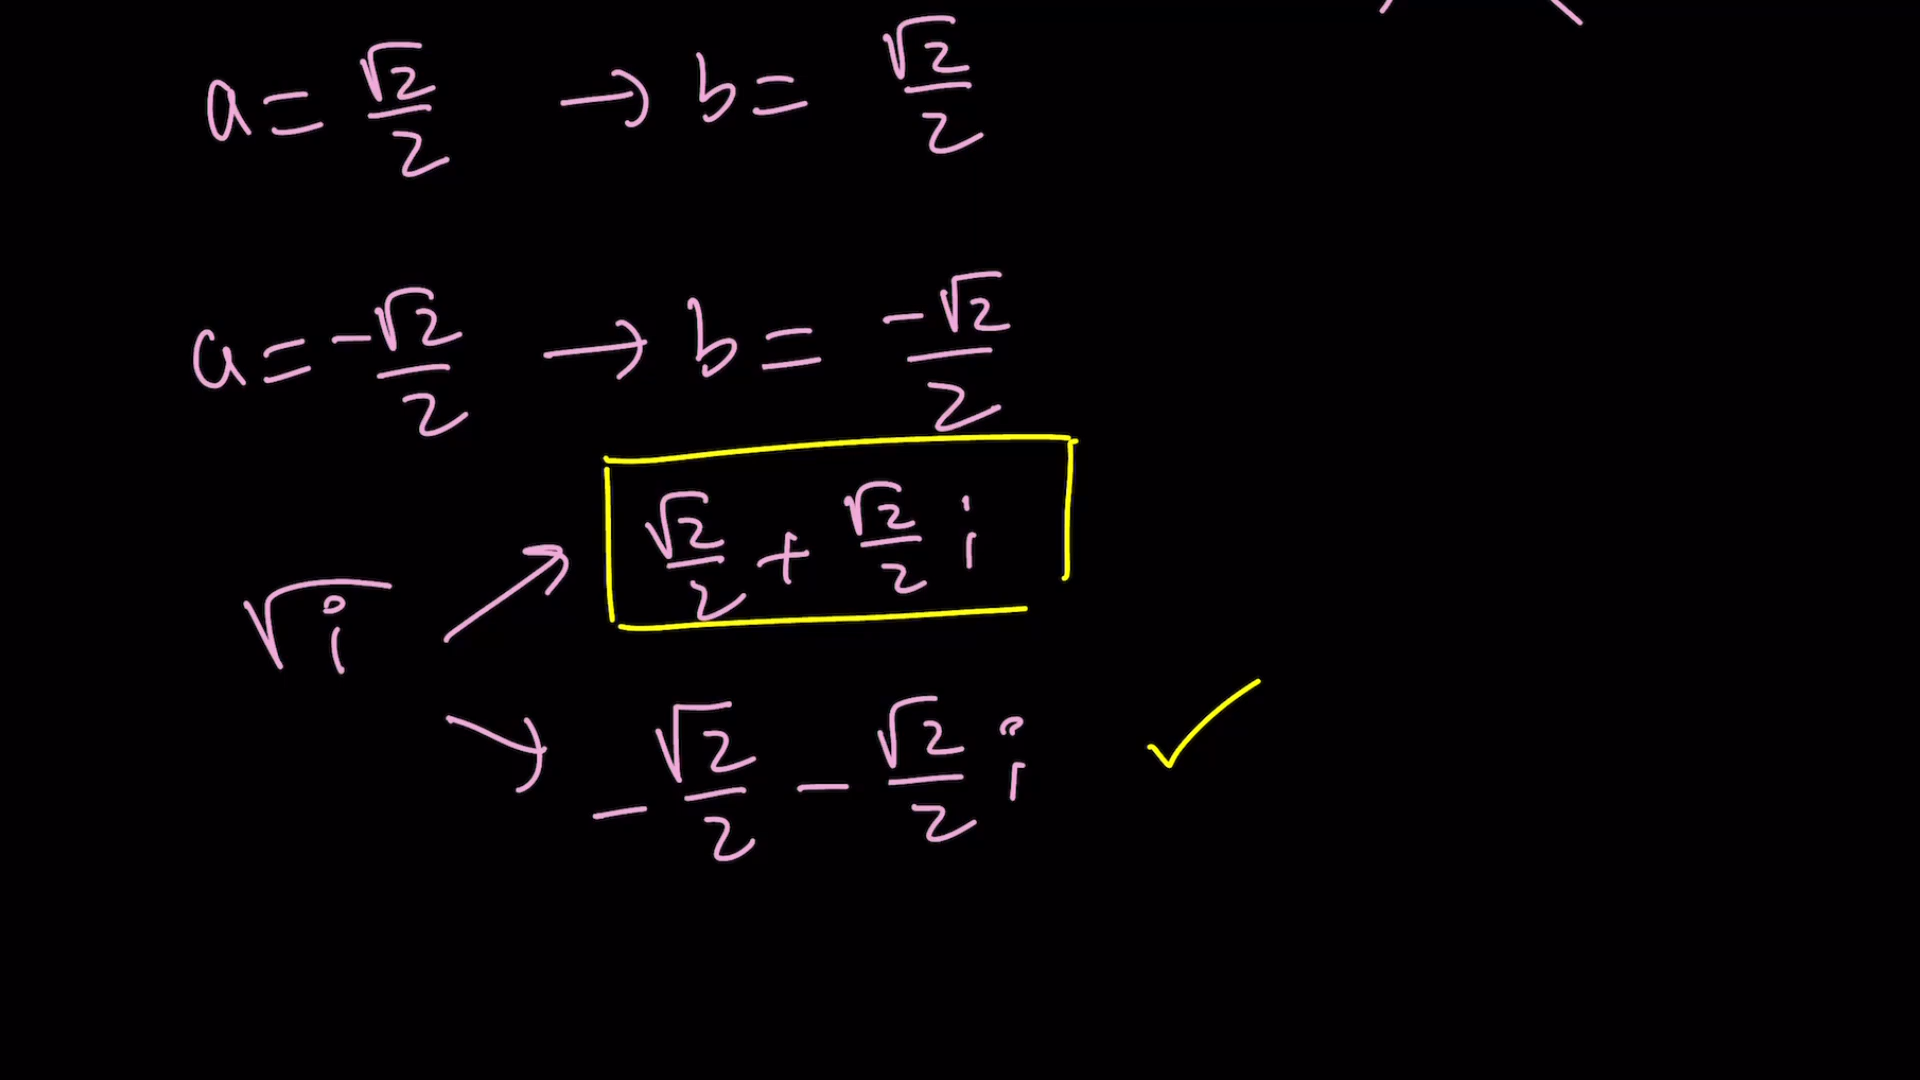 a = √2/2 → b = √2/2
a = -√2/2 → b = -√2/2
√2/2 + √2/2 i
√i
-√2/2 - √2/2 i ✓